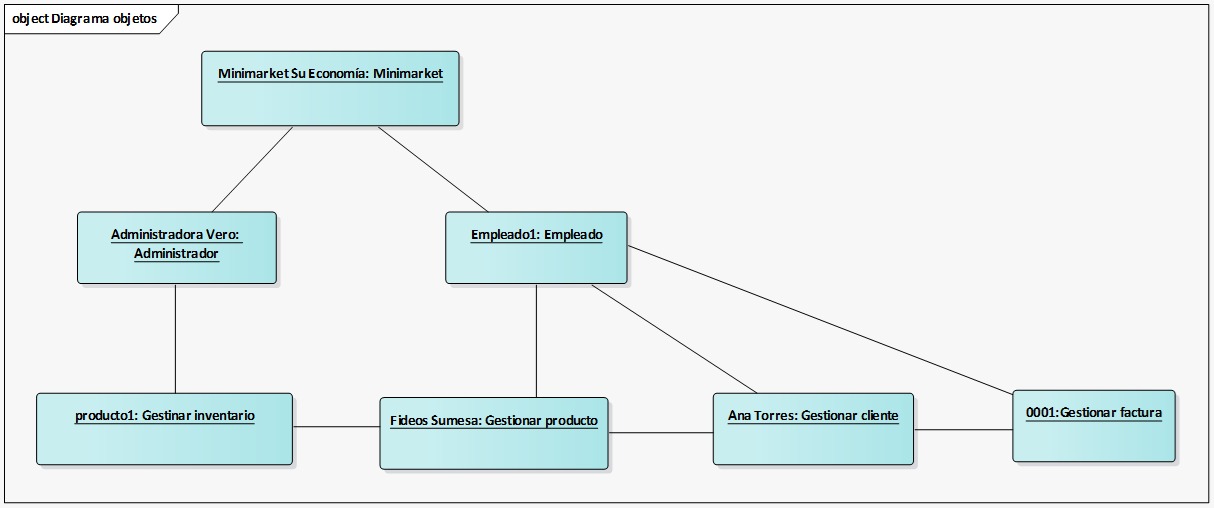 object Diagrama objetos
Minimarket Su Economía: Minimarket
Administradora Vero:
Administrador
Empleado1: Empleado
producto1: Gestinar inventario
Fideos Sumesa: Gestionar producto
Ana Torres: Gestionar cliente
0001:Gestionar factura